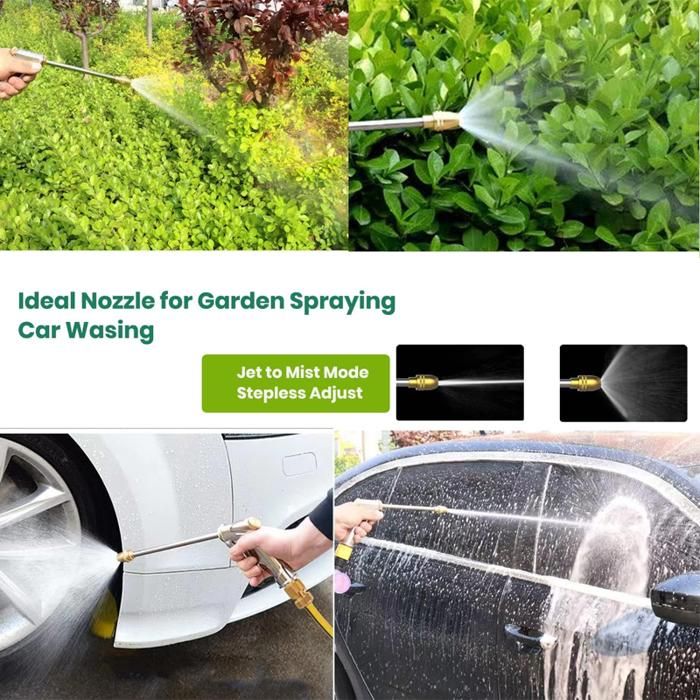 Ideal Nozzle for Garden Spraying
Car Wasing
Jet to Mist Mode
Stepless Adjust